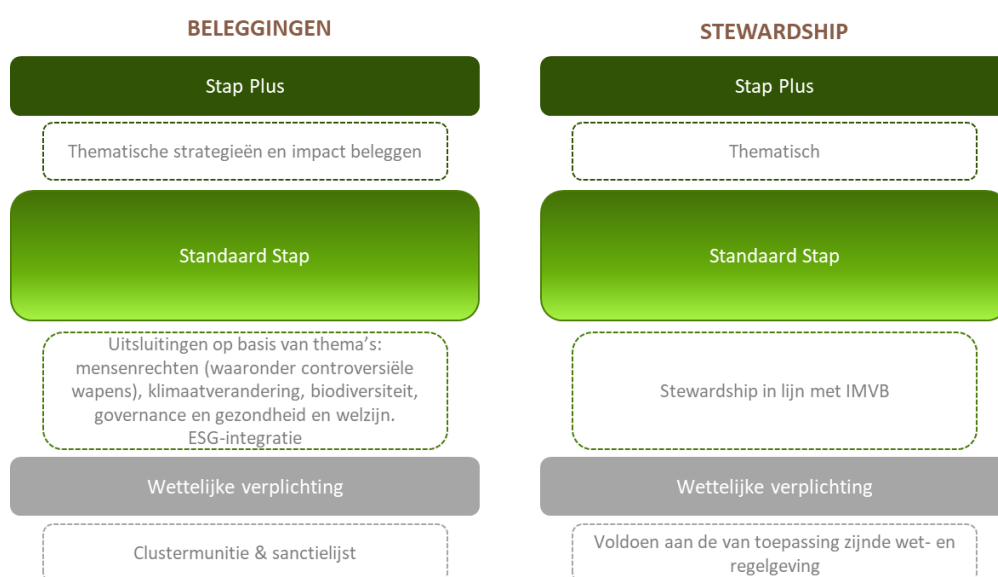 BELEGGINGEN
Stap Plus
Thematische strategieën en impact beleggen
Standaard Stap
Uitsluitingen op basis van thema's:
mensenrechten (waaronder controversiële
wapens), klimaatverandering, biodiversiteit,
governance en gezondheid en welzijn.
ESG-integratie
Wettelijke verplichting
Clustermunitie & sanctielijst
STEWARDSHIP
Stap Plus
Thematisch
Standaard Stap
Stewardship in lijn met IMVB
Wettelijke verplichting
Voldoen aan de van toepassing zijnde wet- en
regelgeving